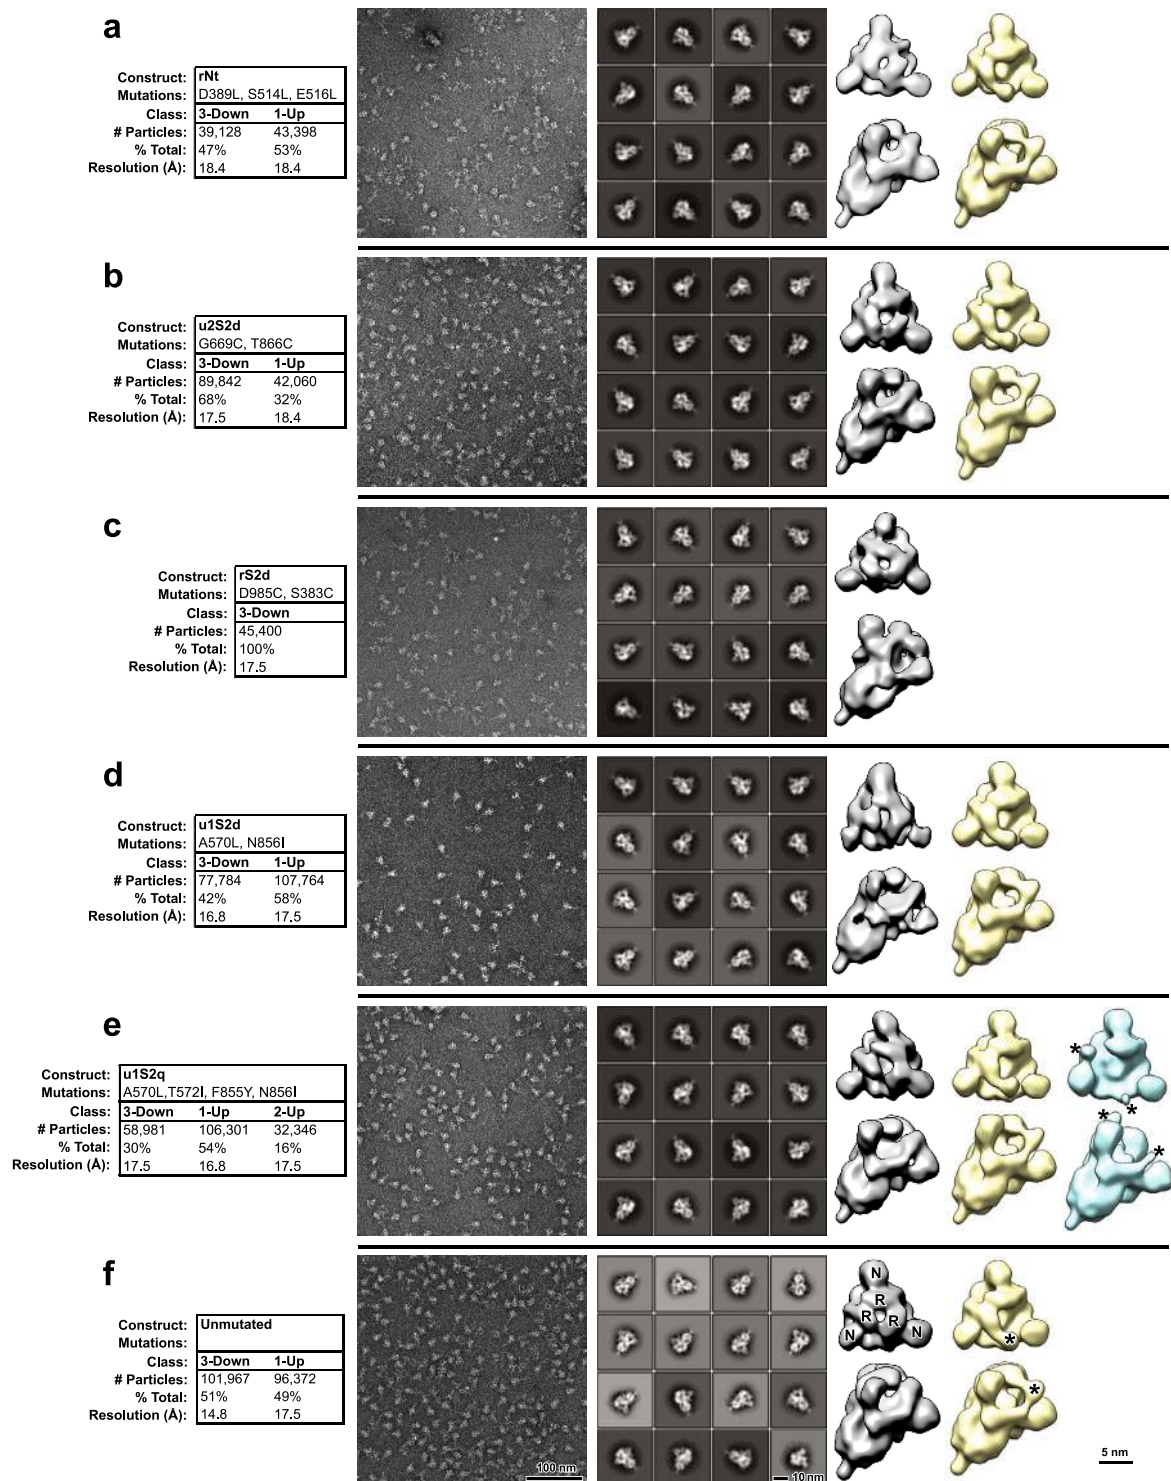 a
Construct: rNt
Mutations: D389L, S514L, E516L
Class: 3-Down 1-Up
# Particles: 39,128 43,398
% Total: 47% 53%
Resolution (Å): 18.4 18.4
b
Construct: u2S2d
Mutations: G669C, T866C
Class: 3-Down 1-Up
# Particles: 89,842 42,060
% Total: 68% 32%
Resolution (Å): 17.5 18.4
c
Construct: rS2d
Mutations: D985C, S383C
Class: 3-Down
# Particles: 45,400
% Total: 100%
Resolution (Å): 17.5
d
Construct: u1S2d
Mutations: A570L, N856I
Class: 3-Down 1-Up
# Particles: 77,784 107,764
% Total: 42% 58%
Resolution (Å): 16.8 17.5
e
Construct: u1S2q
Mutations: A570L,T572I, F855Y, N856I
Class: 3-Down 1-Up 2-Up
# Particles: 58,981 106,301 32,346
% Total: 30% 54% 16%
Resolution (Å): 17.5 16.8 17.5
*
*
*
*
f
Construct: Unmutated
Mutations:
Class: 3-Down 1-Up
# Particles: 101,967 96,372
% Total: 51% 49%
Resolution (Å): 14.8 17.5
N
R
R R
N N
*
*
100 nm
10 nm
5 nm